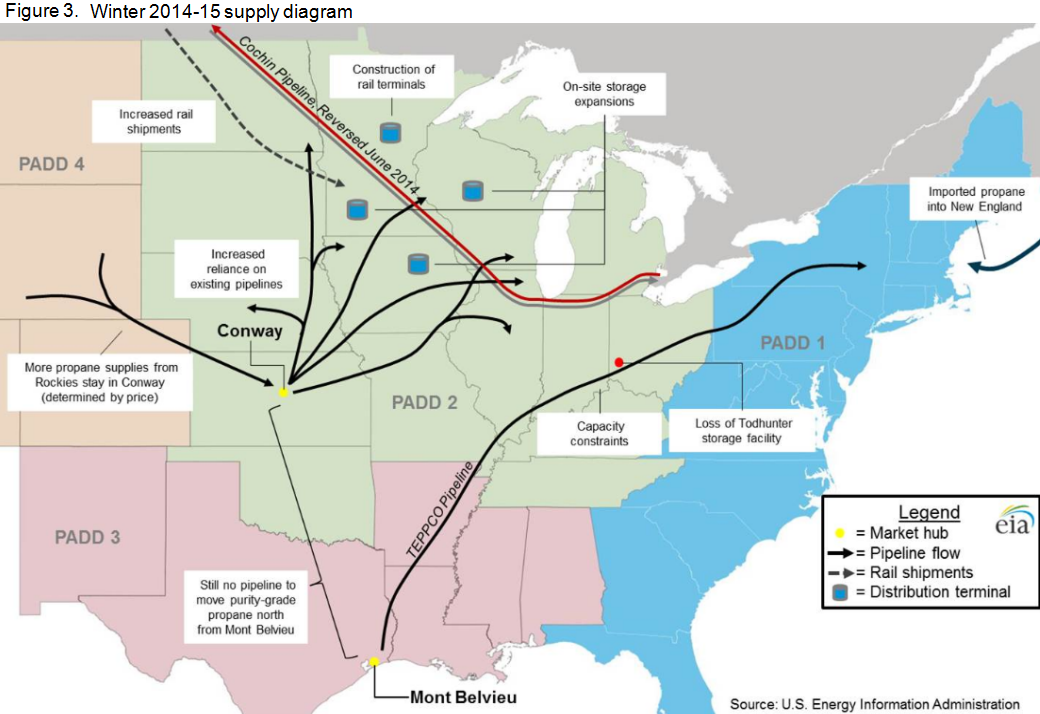 Figure 3.  Winter 2014-15 supply diagram
Cochin Pipeline, Reversed June 2014
Construction of
rail terminals
On-site storage
expansions
Increased rail
shipments
PADD 4
Imported propane
into New England
Increased
reliance on
existing pipelines
Conway
PADD 1
More propane supplies from
Rockies stay in Conway
(determined by price)
PADD 2
Capacity
constraints
Loss of Todhunter
storage facility
TEPPCO Pipeline
PADD 3
Legend
eia
= Market hub
= Pipeline flow
= Rail shipments
= Distribution terminal
Still no pipeline to
move purity-grade
propane north
from Mont Belvieu
Mont Belvieu
Source: U.S. Energy Information Administration